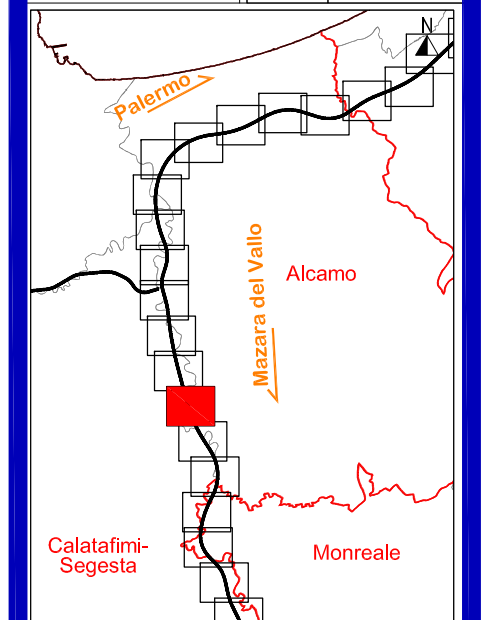 N
Palermo
Mazara del Vallo
Alcamo
Calatafimi-
Segesta
Monreale